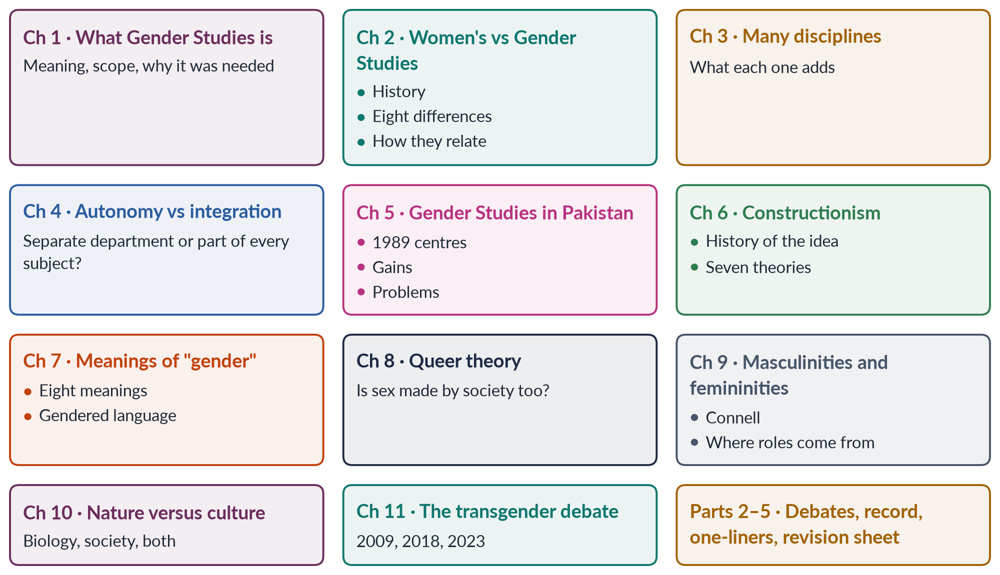 Ch 1 · What Gender Studies is
Meaning, scope, why it was needed
Ch 2 · Women's vs Gender
Studies
• History
• Eight differences
• How they relate
Ch 3 · Many disciplines
What each one adds
Ch 4 · Autonomy vs integration
Separate department or part of every
subject?
Ch 5 · Gender Studies in Pakistan
• 1989 centres
• Gains
• Problems
Ch 6 · Constructionism
• History of the idea
• Seven theories
Ch 7 · Meanings of "gender"
• Eight meanings
• Gendered language
Ch 8 · Queer theory
Is sex made by society too?
Ch 9 · Masculinities and
femininities
• Connell
• Where roles come from
Ch 10 · Nature versus culture
Biology, society, both
Ch 11 · The transgender debate
2009, 2018, 2023
Parts 2–5 · Debates, record,
one-liners, revision sheet